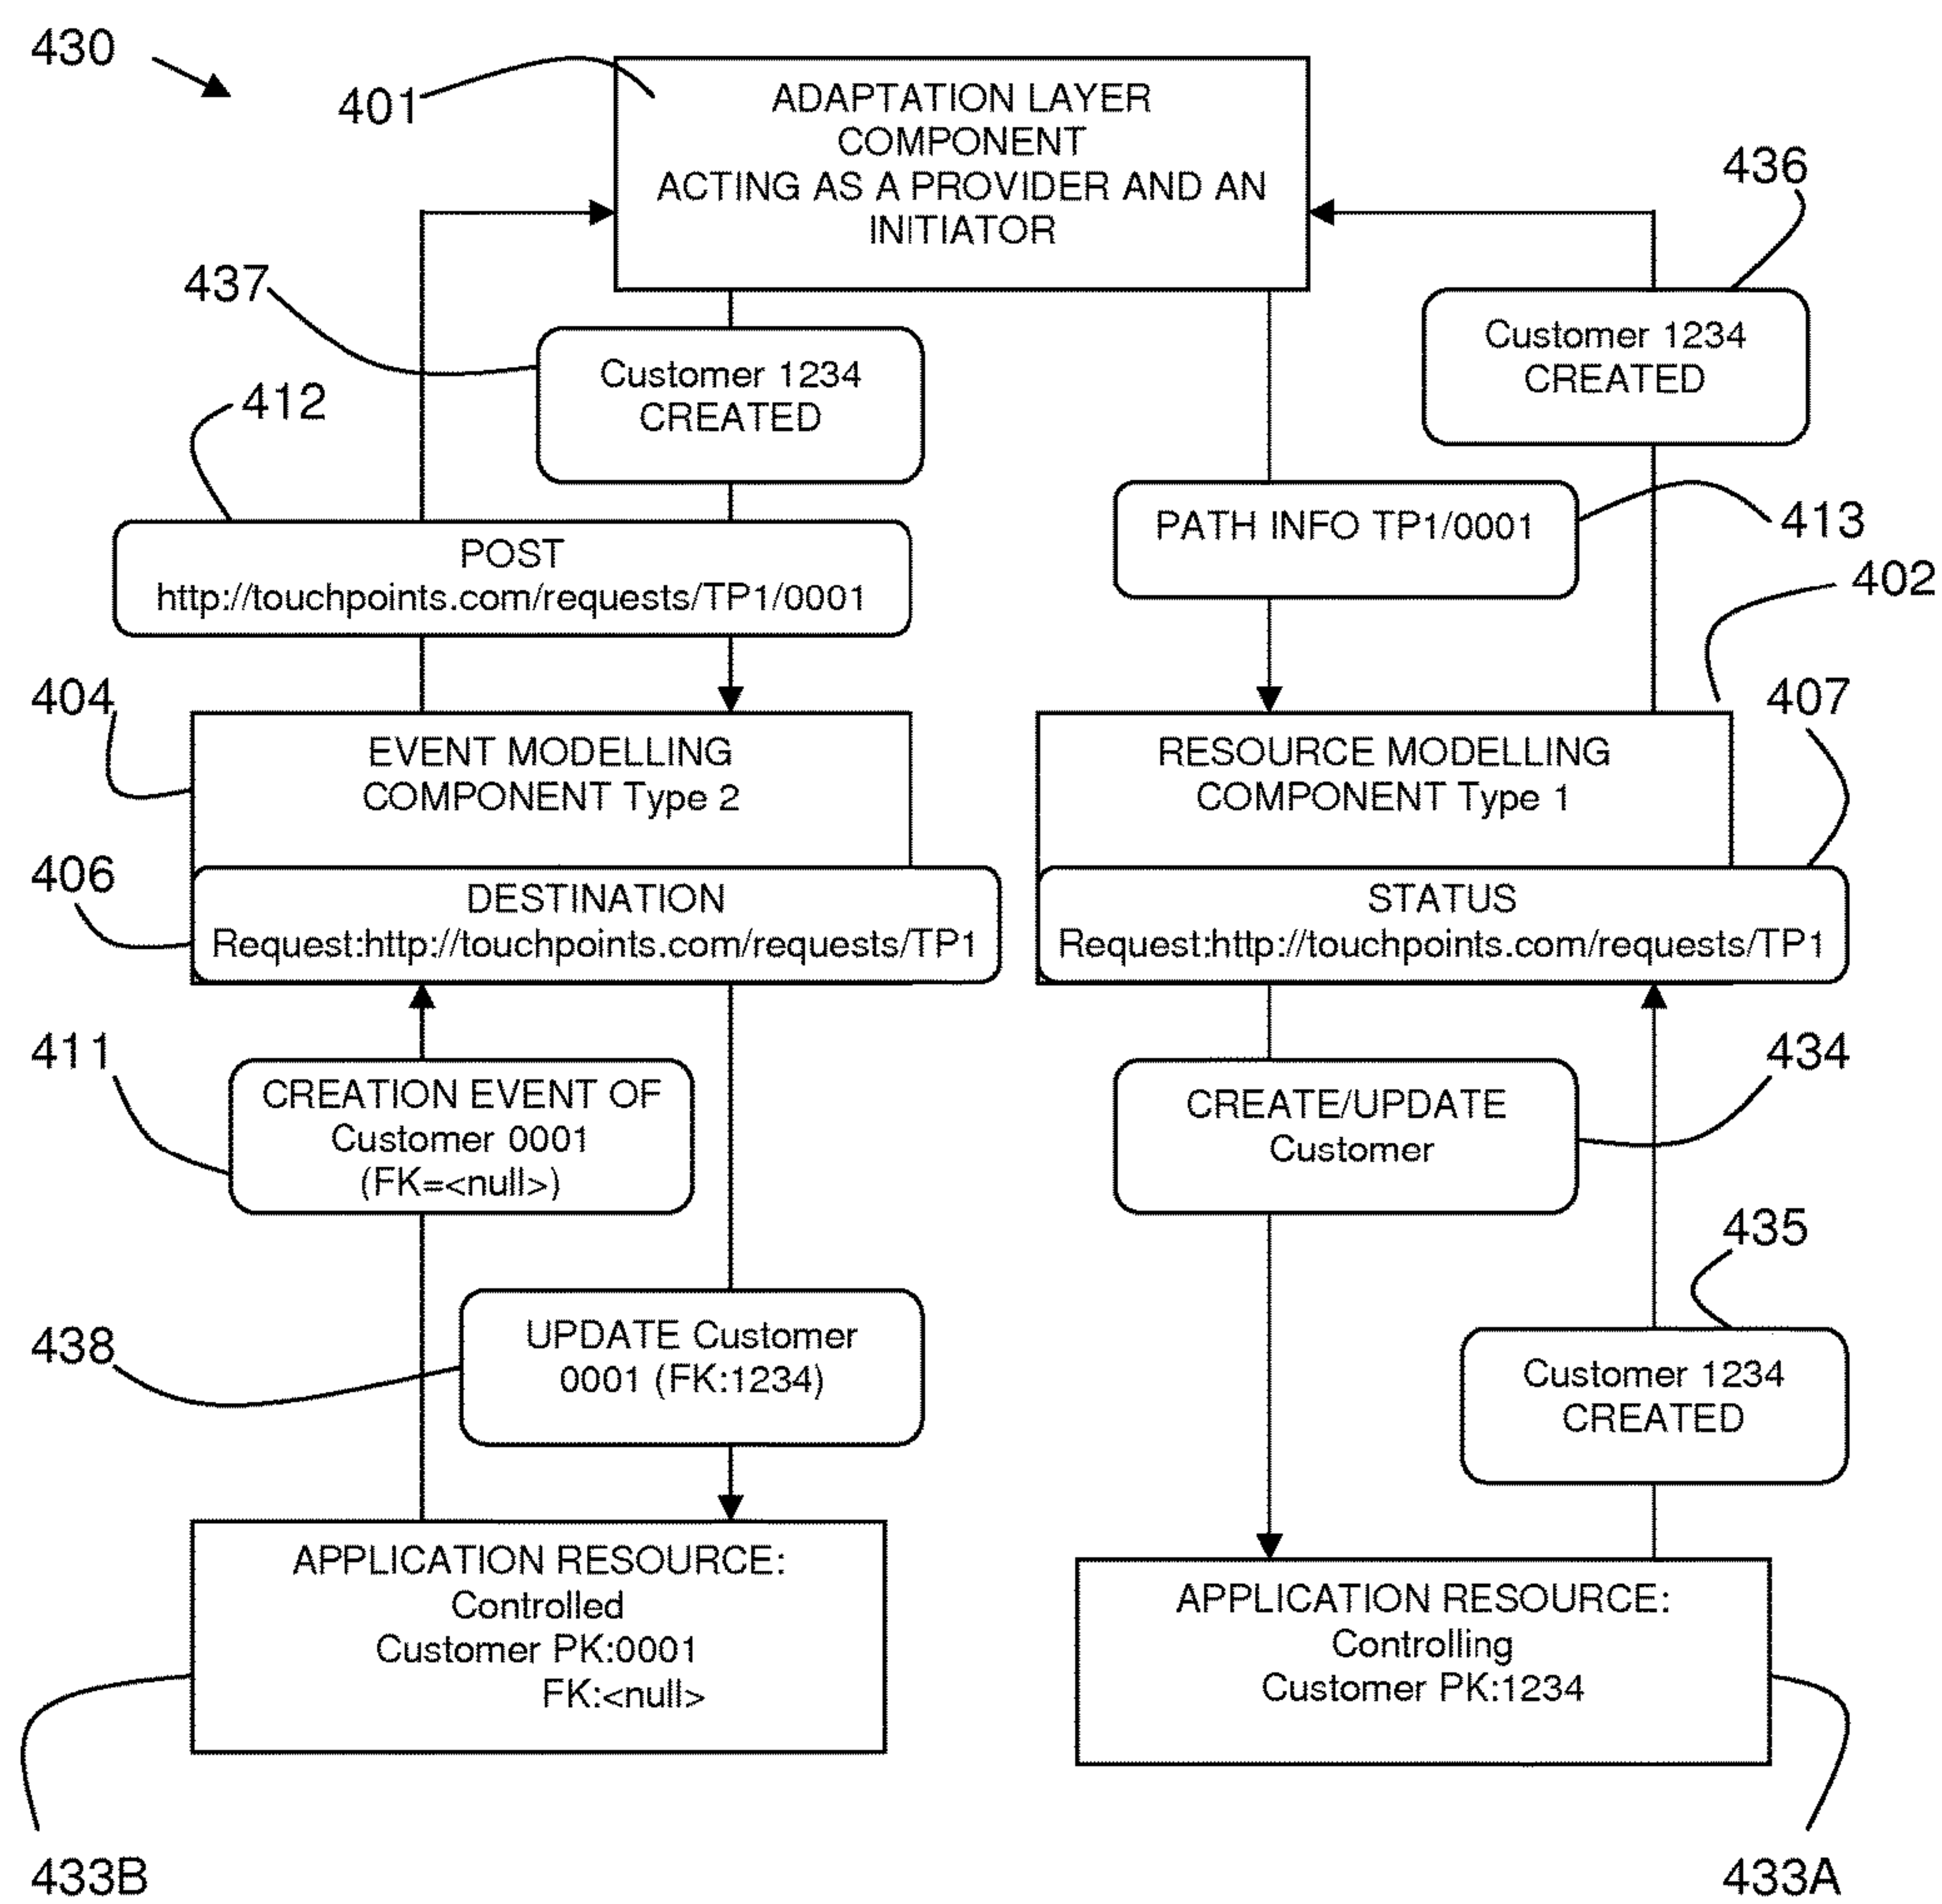 430
401
ADAPTATION LAYER
COMPONENT
ACTING AS A PROVIDER AND AN
INITIATOR
436
437
Customer 1234
CREATED
Customer 1234
CREATED
412
PATH INFO TP1/0001
413
POST
http://touchpoints.com/requests/TP1/0001
402
404
407
EVENT MODELLING
COMPONENT Type 2
RESOURCE MODELLING
COMPONENT Type 1
406
DESTINATION
Request:http://touchpoints.com/requests/TP1
STATUS
Request:http://touchpoints.com/requests/TP1
411
CREATION EVENT OF
Customer 0001
(FK=<null>)
CREATE/UPDATE
Customer
434
435
438
UPDATE Customer
0001 (FK:1234)
Customer 1234
CREATED
APPLICATION RESOURCE:
Controlled
Customer PK:0001
FK:<null>
APPLICATION RESOURCE:
Controlling
Customer PK:1234
433B
433A